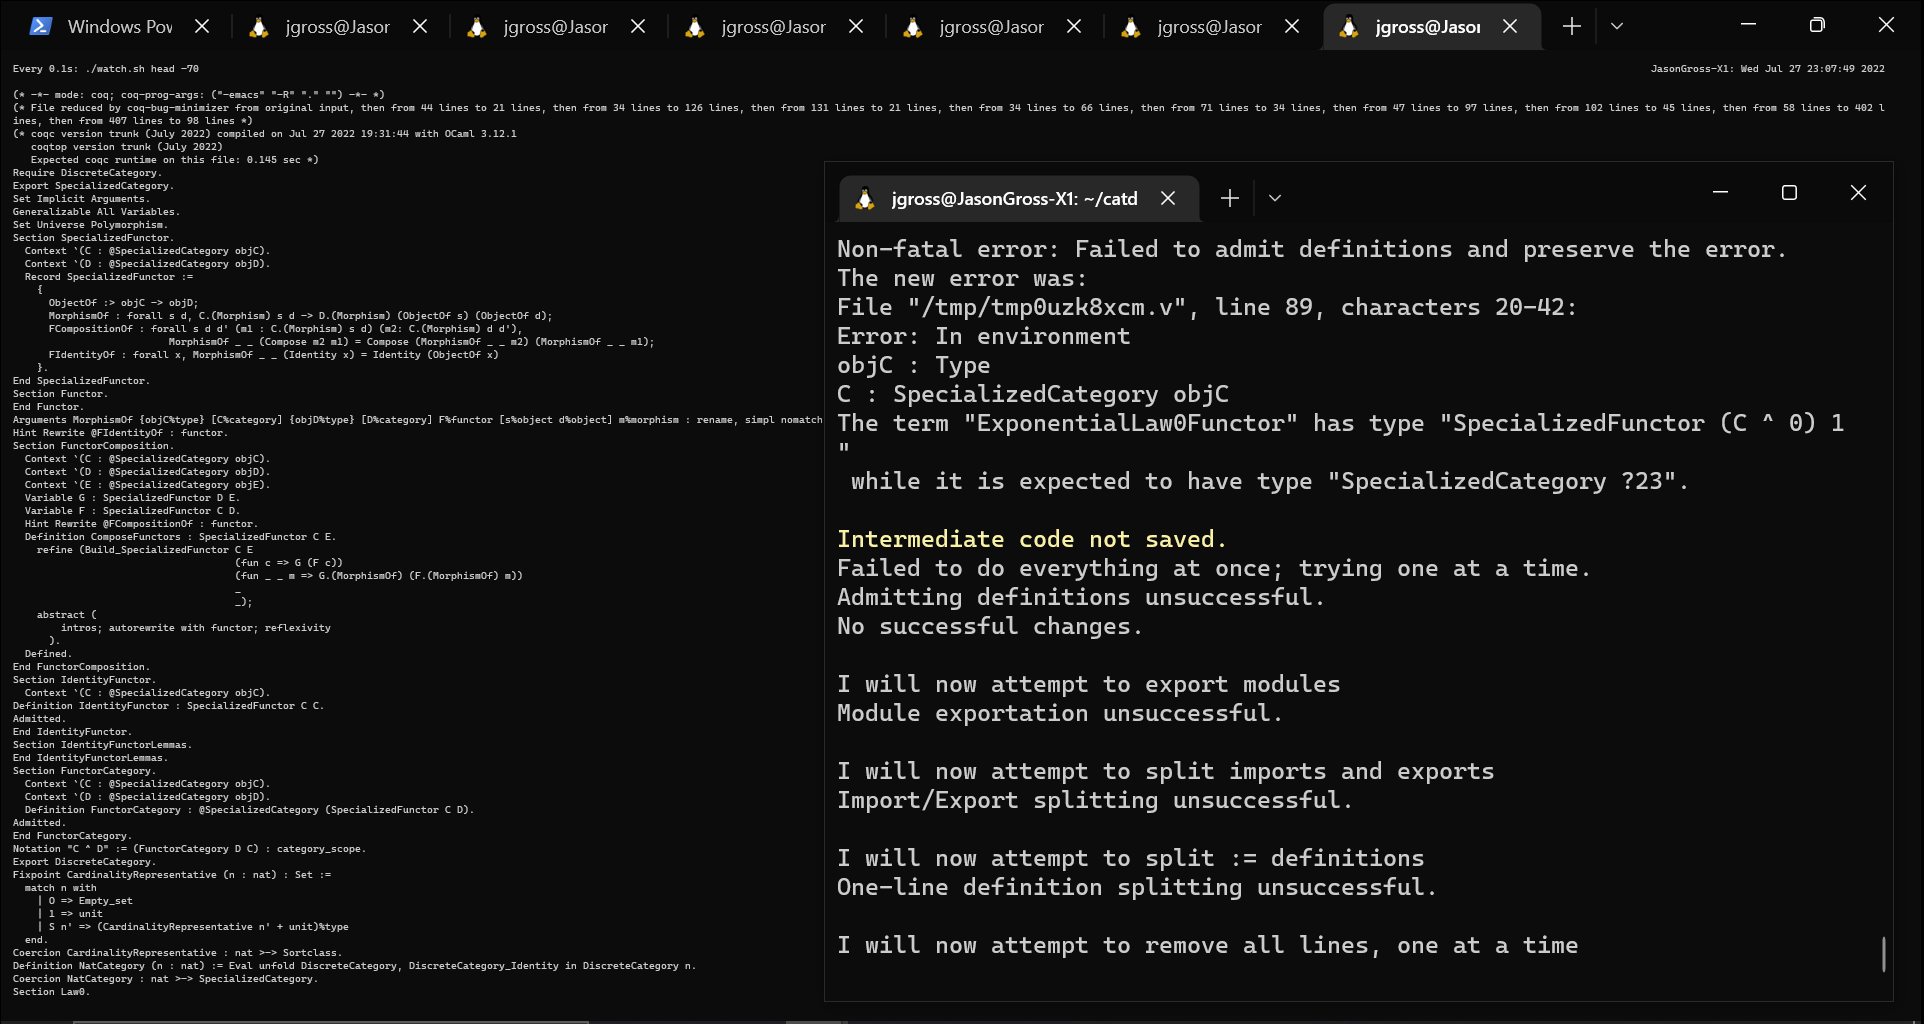 Windows Pow
jgross@Jason
jgross@Jason
jgross@Jason
jgross@Jason
jgross@Jason
jgross@Jason
Every 0.1s: ./watch.sh head -70
JasonGross-X1: Wed Jul 27 23:07:49 2022
(* -*- mode: coq; coq-prog-args: ("-emacs" "-R" "." "") -*- *)
(* File reduced by coq-bug-minimizer from original input, then from 44 lines to 21 lines, then from 34 lines to 126 lines, then from 131 lines to 21 lines, then from 34 lines to 66 lines, then from 71 lines to 34 lines, then from 47 lines to 97 lines, then from 102 lines to 45 lines, then from 58 lines to 402 l
ines, then from 407 lines to 98 lines *)
(* coqc version trunk (July 2022) compiled on Jul 27 2022 19:31:44 with OCaml 3.12.1
   coqtop version trunk (July 2022)
   Expected coqc runtime on this file: 0.145 sec *)
Require DiscreteCategory.
Export SpecializedCategory.
Set Implicit Arguments.
Generalizable All Variables.
Set Universe Polymorphism.
Section SpecializedFunctor.
  Context `(C : @SpecializedCategory objC).
  Context `(D : @SpecializedCategory objD).
  Record SpecializedFunctor :=
    {
      ObjectOf :> objC -> objD;
      MorphismOf : forall s d, C.(Morphism) s d -> D.(Morphism) (ObjectOf s) (ObjectOf d);
      FCompositionOf : forall s d d' (m1 : C.(Morphism) s d) (m2: C.(Morphism) d d'),
                          MorphismOf _ _ (Compose m2 m1) = Compose (MorphismOf _ _ m2) (MorphismOf _ _ m1);
      FIdentityOf : forall x, MorphismOf _ _ (Identity x) = Identity (ObjectOf x)
    }.
End SpecializedFunctor.
Section Functor.
End Functor.
Arguments MorphismOf {objC%type} [C%category] {objD%type} [D%category] F%functor [s%object d%object] m%morphism : rename, simpl nomatch
Hint Rewrite @FIdentityOf : functor.
Section FunctorComposition.
  Context `(C : @SpecializedCategory objC).
  Context `(D : @SpecializedCategory objD).
  Context `(E : @SpecializedCategory objE).
  Variable G : SpecializedFunctor D E.
  Variable F : SpecializedFunctor C D.
  Hint Rewrite @FCompositionOf : functor.
  Definition ComposeFunctors : SpecializedFunctor C E.
    refine (Build_SpecializedFunctor C E
                                     (fun c => G (F c))
                                     (fun _ _ m => G.(MorphismOf) (F.(MorphismOf) m))
                                     _
                                     _);
    abstract (
        intros; autorewrite with functor; reflexivity
      ).
  Defined.
End FunctorComposition.
Section IdentityFunctor.
  Context `(C : @SpecializedCategory objC).
Definition IdentityFunctor : SpecializedFunctor C C.
Admitted.
End IdentityFunctor.
Section IdentityFunctorLemmas.
End IdentityFunctorLemmas.
Section FunctorCategory.
  Context `(C : @SpecializedCategory objC).
  Context `(D : @SpecializedCategory objD).
  Definition FunctorCategory : @SpecializedCategory (SpecializedFunctor C D).
Admitted.
End FunctorCategory.
Notation "C ^ D" := (FunctorCategory D C) : category_scope.
Export DiscreteCategory.
Fixpoint CardinalityRepresentative (n : nat) : Set :=
  match n with
    | O => Empty_set
    | 1 => unit
    | S n' => (CardinalityRepresentative n' + unit)%type
  end.
Coercion CardinalityRepresentative : nat >-> Sortclass.
Definition NatCategory (n : nat) := Eval unfold DiscreteCategory, DiscreteCategory_Identity in DiscreteCategory n.
Coercion NatCategory : nat >-> SpecializedCategory.
Section Law0.
jgross@JasonGross-X1: ~/catd
Non-fatal error: Failed to admit definitions and preserve the error.
The new error was:
File "/tmp/tmp0uzk8xcm.v", line 89, characters 20-42:
Error: In environment
objC : Type
C : SpecializedCategory objC
The term "ExponentialLaw0Functor" has type "SpecializedFunctor (C ^ 0) 1
"
 while it is expected to have type "SpecializedCategory ?23".
Intermediate code not saved.
Failed to do everything at once; trying one at a time.
Admitting definitions unsuccessful.
No successful changes.
I will now attempt to export modules
Module exportation unsuccessful.
I will now attempt to split imports and exports
Import/Export splitting unsuccessful.
I will now attempt to split := definitions
One-line definition splitting unsuccessful.
I will now attempt to remove all lines, one at a time